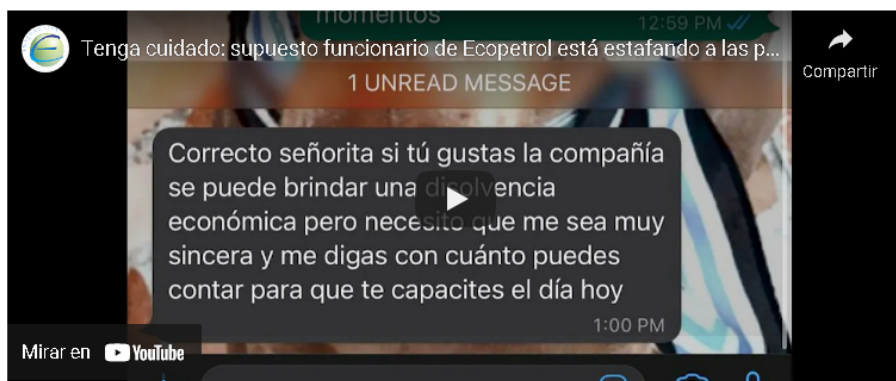 momentos
12:59 PM
Tenga cuidado: supuesto funcionario de Ecopetrol está estafando a las p...
Compartir
1 UNREAD MESSAGE
Correcto señorita si tú gustas la compañía
se puede brindar una disolvencia
económica pero necesito que me sea muy
sincera y me digas con cuánto puedes
contar para que te capacites el día hoy
1:00 PM
Mirar en YouTube